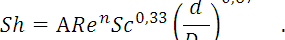 Sh = ARe^n Sc^{0,33} (d / D) .